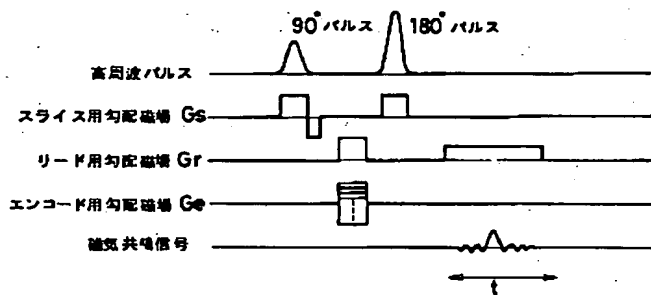 90°パルス
180°パルス
高周波パルス
スライス用勾配磁場 Gs
リード用勾配磁場 Gr
エンコード用勾配磁場 Ge
磁気共鳴信号
t